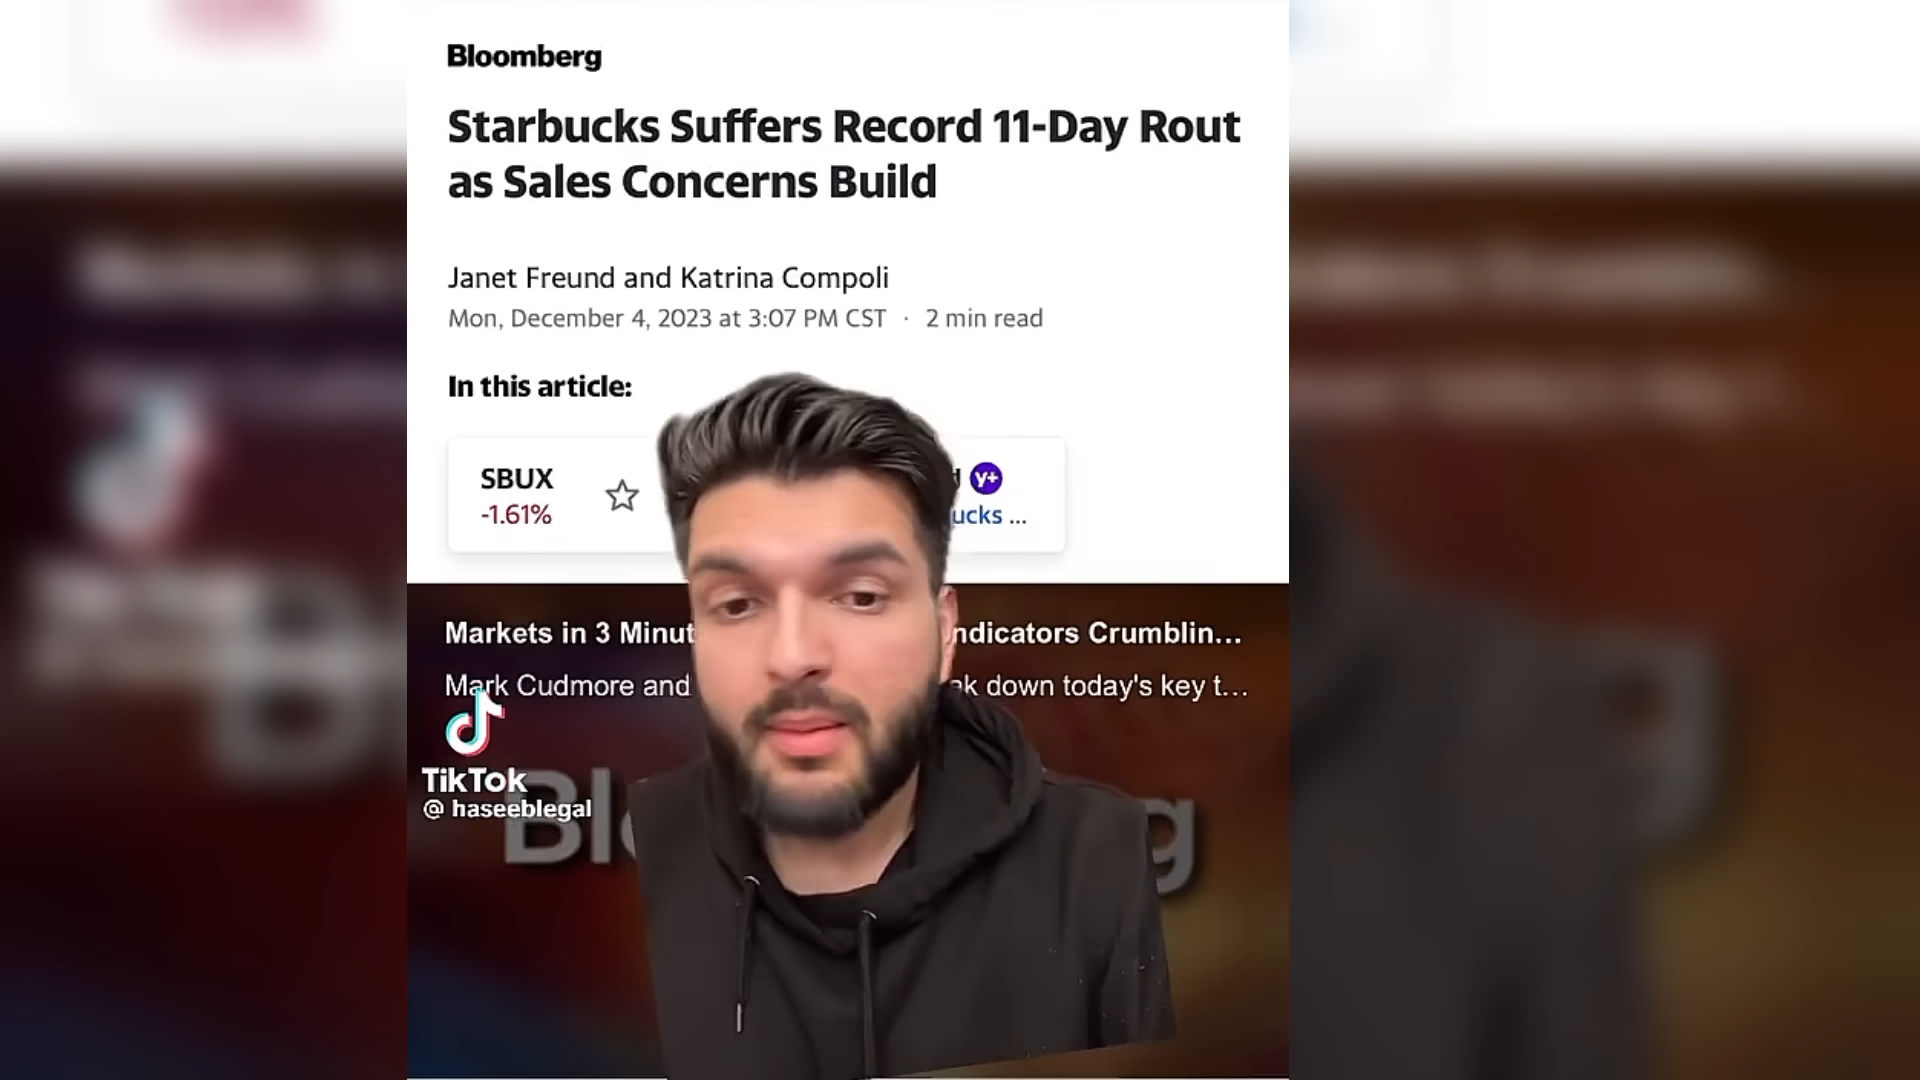 Bloomberg
Starbucks Suffers Record 11-Day Rout
as Sales Concerns Build
Janet Freund and Katrina Compoli
Mon, December 4, 2023 at 3:07 PM CST · 2 min read
In this article:
SBUX
y+
-1.61%
ucks ...
Markets in 3 Minut ndicators Crumblin...
Mark Cudmore and ak down today's key t...
TikTok
@ haseeblegal
Bl g